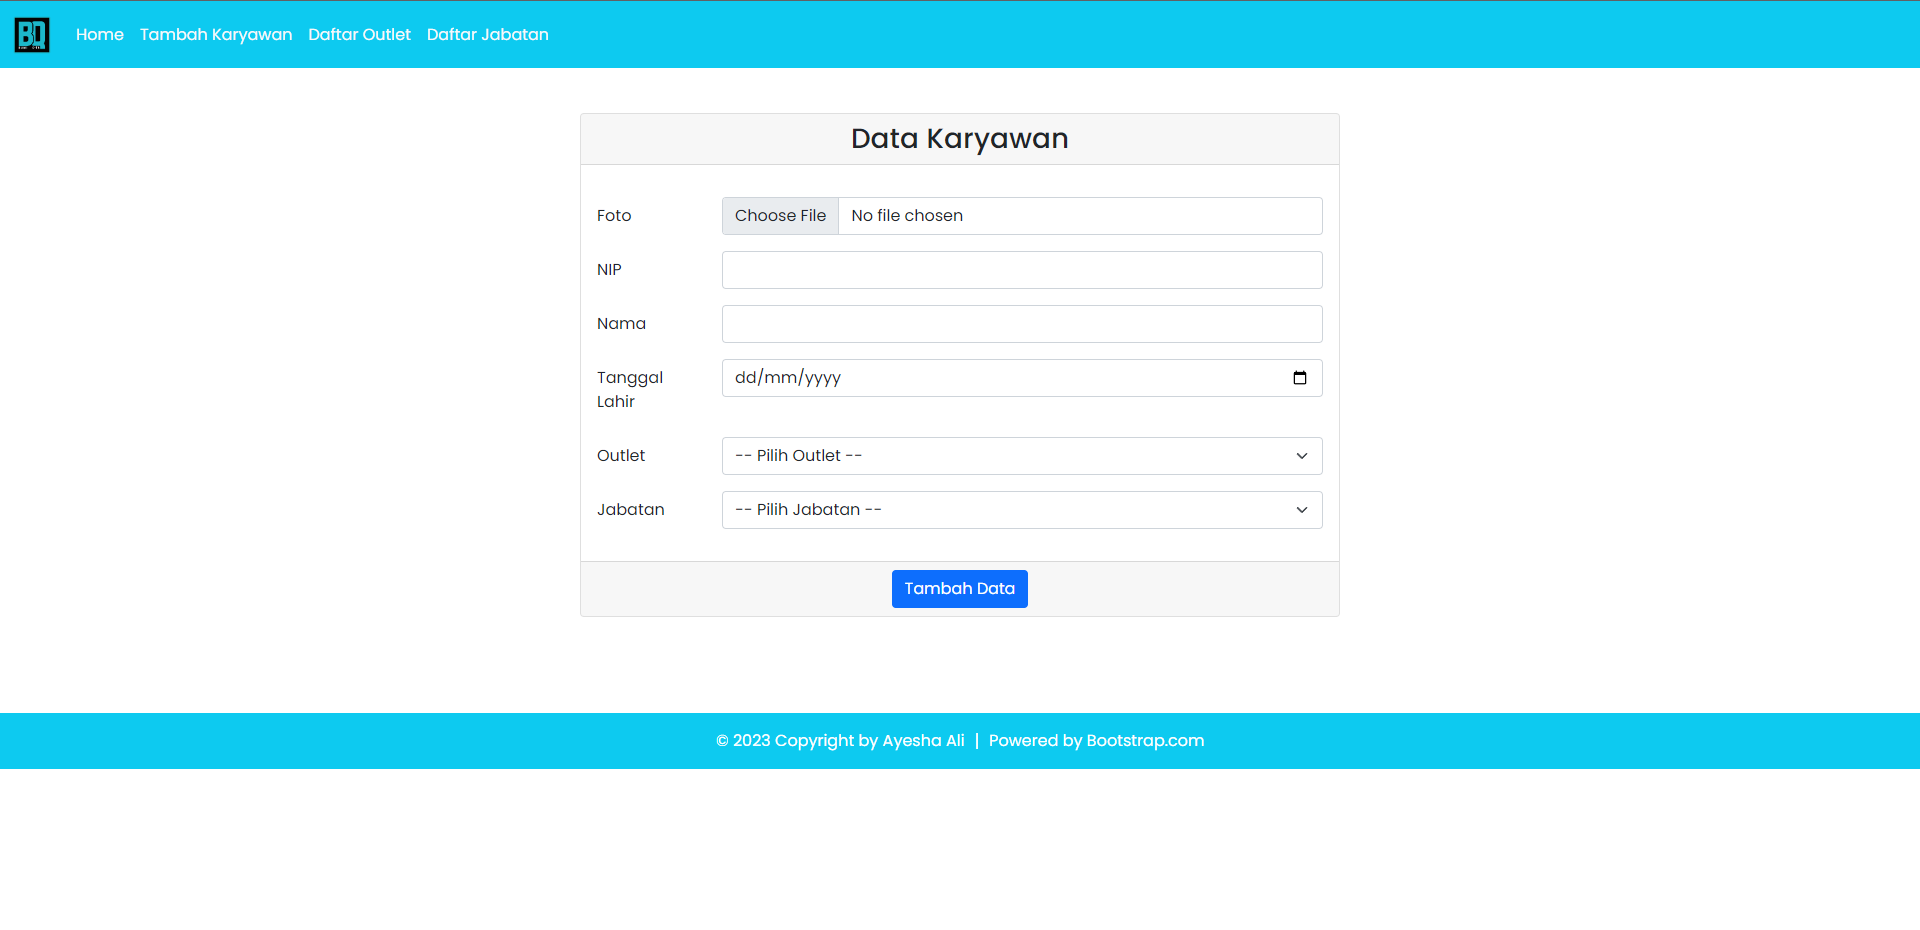 BQ
Home Tambah Karyawan Daftar Outlet Daftar Jabatan
Data Karyawan
Foto Choose File No file chosen
NIP
Nama
Tanggal Lahir dd/mm/yyyy
Outlet -- Pilih Outlet --
Jabatan -- Pilih Jabatan --
Tambah Data
© 2023 Copyright by Ayesha Ali | Powered by Bootstrap.com